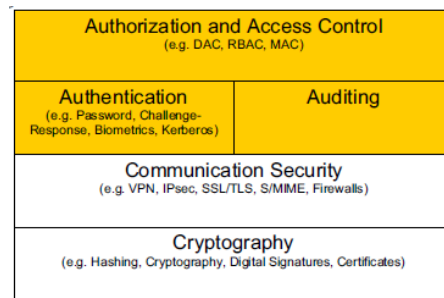 Authorization and Access Control
(e.g. DAC, RBAC, MAC)
Authentication
(e.g. Password, Challenge-
Response, Biometrics, Kerberos)
Auditing
Communication Security
(e.g. VPN, IPsec, SSL/TLS, S/MIME, Firewalls)
Cryptography
(e.g. Hashing, Cryptography, Digital Signatures, Certificates)